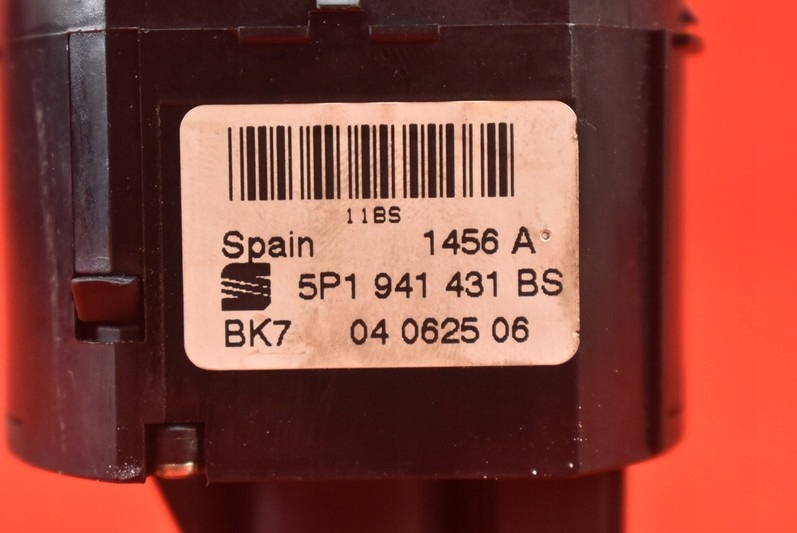 11BS
Spain 1456 A
5P1 941 431 BS
BK7 04 0625 06